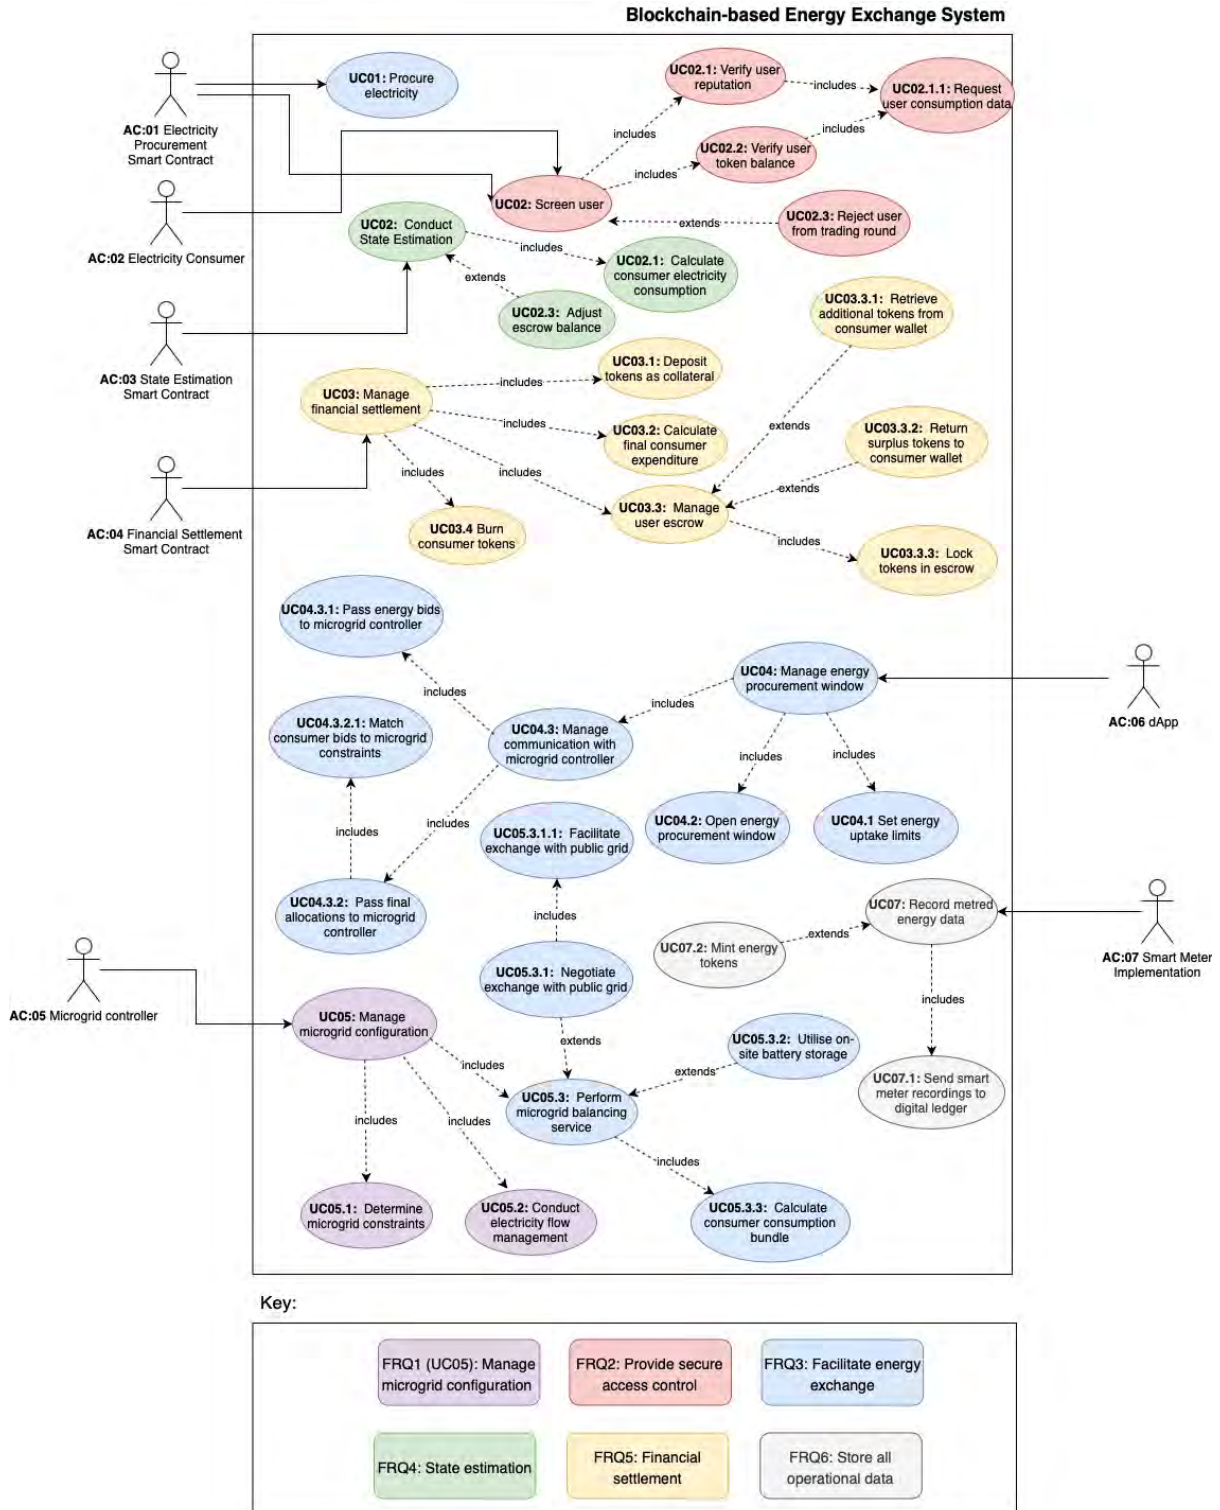 Blockchain-based Energy Exchange System
UC01: Procure
electricity
UC02.1: Verify user
reputation
includes
UC02.1.1: Request
user consumption data
AC:01 Electricity
Procurement
Smart Contract
includes
includes
UC02.2: Verify user
token balance
includes
UC02: Screen user
AC:02 Electricity Consumer
UC02: Conduct
State Estimation
extends
UC02.3: Reject user
from trading round
includes
UC02.1: Calculate
consumer electricity
consumption
extends
UC02.3: Adjust
escrow balance
UC03.3.1: Retrieve
additional tokens from
consumer wallet
AC:03 State Estimation
Smart Contract
UC03.1: Deposit
tokens as collateral
includes
UC03: Manage
financial settlement
includes
UC03.2: Calculate
final consumer
expenditure
extends
UC03.3.2: Return
surplus tokens to
consumer wallet
includes
includes
extends
UC03.3: Manage
user escrow
AC:04 Financial Settlement
Smart Contract
UC03.4 Burn
consumer tokens
includes
UC03.3.3: Lock
tokens in escrow
UC04.3.1: Pass energy bids
to microgrid controller
UC04: Manage energy
procurement window
includes
includes
AC:06 dApp
UC04.3.2.1: Match
consumer bids to microgrid
constraints
UC04.3: Manage
communication with
microgrid controller
includes
includes
includes
includes
UC05.3.1.1: Facilitate
exchange with public grid
UC04.2: Open energy
procurement window
UC04.1 Set energy
uptake limits
UC04.3.2: Pass final
allocations to microgrid
controller
includes
UC07: Record metred
energy data
extends
UC07.2: Mint energy
tokens
AC:07 Smart Meter
Implementation
UC05.3.1: Negotiate
exchange with public grid
includes
AC:05 Microgrid controller
UC05: Manage
microgrid configuration
extends
UC05.3.2: Utilise on-
site battery storage
includes
extends
UC05.3: Perform
microgrid balancing
service
UC07.1: Send smart
meter recordings to
digital ledger
includes
includes
includes
UC05.1: Determine
microgrid constraints
UC05.2: Conduct
electricity flow
management
UC05.3.3: Calculate
consumer consumption
bundle
Key:
FRQ1 (UC05): Manage
microgrid configuration
FRQ2: Provide secure
access control
FRQ3: Facilitate energy
exchange
FRQ4: State estimation
FRQ5: Financial
settlement
FRQ6: Store all
operational data